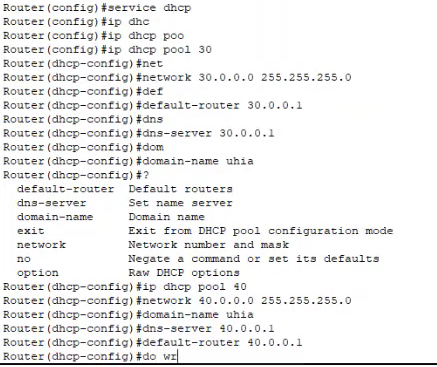 Router(config)#service dhcp
Router(config)#ip dhc
Router(config)#ip dhcp poo
Router(config)#ip dhcp pool 30
Router(dhcp-config)#net
Router(dhcp-config)#network 30.0.0.0 255.255.255.0
Router(dhcp-config)#def
Router(dhcp-config)#default-router 30.0.0.1
Router(dhcp-config)#dns
Router(dhcp-config)#dns-server 30.0.0.1
Router(dhcp-config)#dom
Router(dhcp-config)#domain-name uhia
Router(dhcp-config)#?
default-router  Default routers
dns-server      Set name server
domain-name     Domain name
exit            Exit from DHCP pool configuration mode
network         Network number and mask
no              Negate a command or set its defaults
option          Raw DHCP options
Router(dhcp-config)#ip dhcp pool 40
Router(dhcp-config)#network 40.0.0.0 255.255.255.0
Router(dhcp-config)#domain-name uhia
Router(dhcp-config)#dns-server 40.0.0.1
Router(dhcp-config)#default-router 40.0.0.1
Router(dhcp-config)#do wr